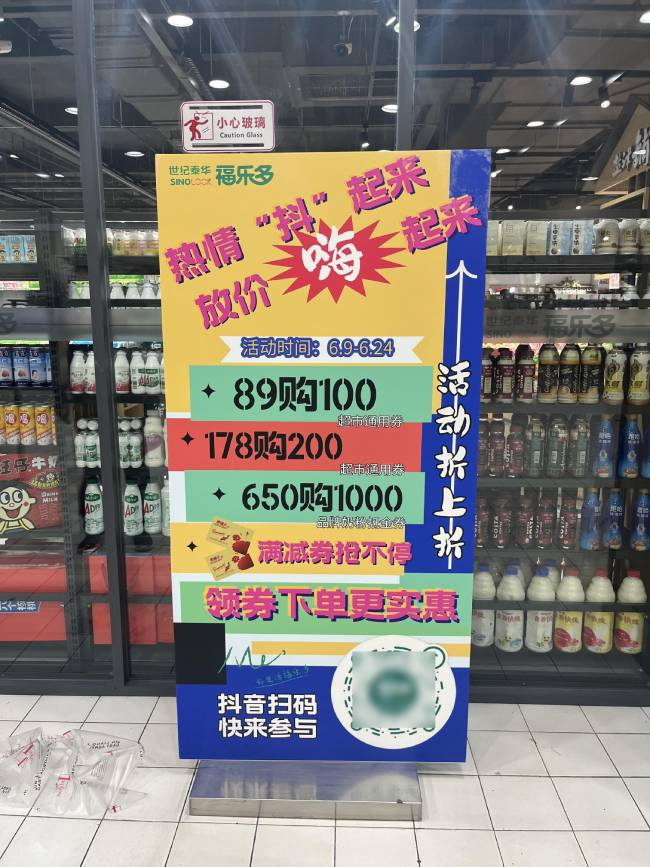 小心玻璃
Caution Glass
世纪泰华
SINOLOOK
福乐多
热情“抖”起来
放价嗨起来
活动时间：6.9-6.24
89购100
超市通用券
178购200
超市通用券
650购1000
满减券抢不停
领券下单更实惠
活动折上折
抖音扫码
快来参与
福乐多